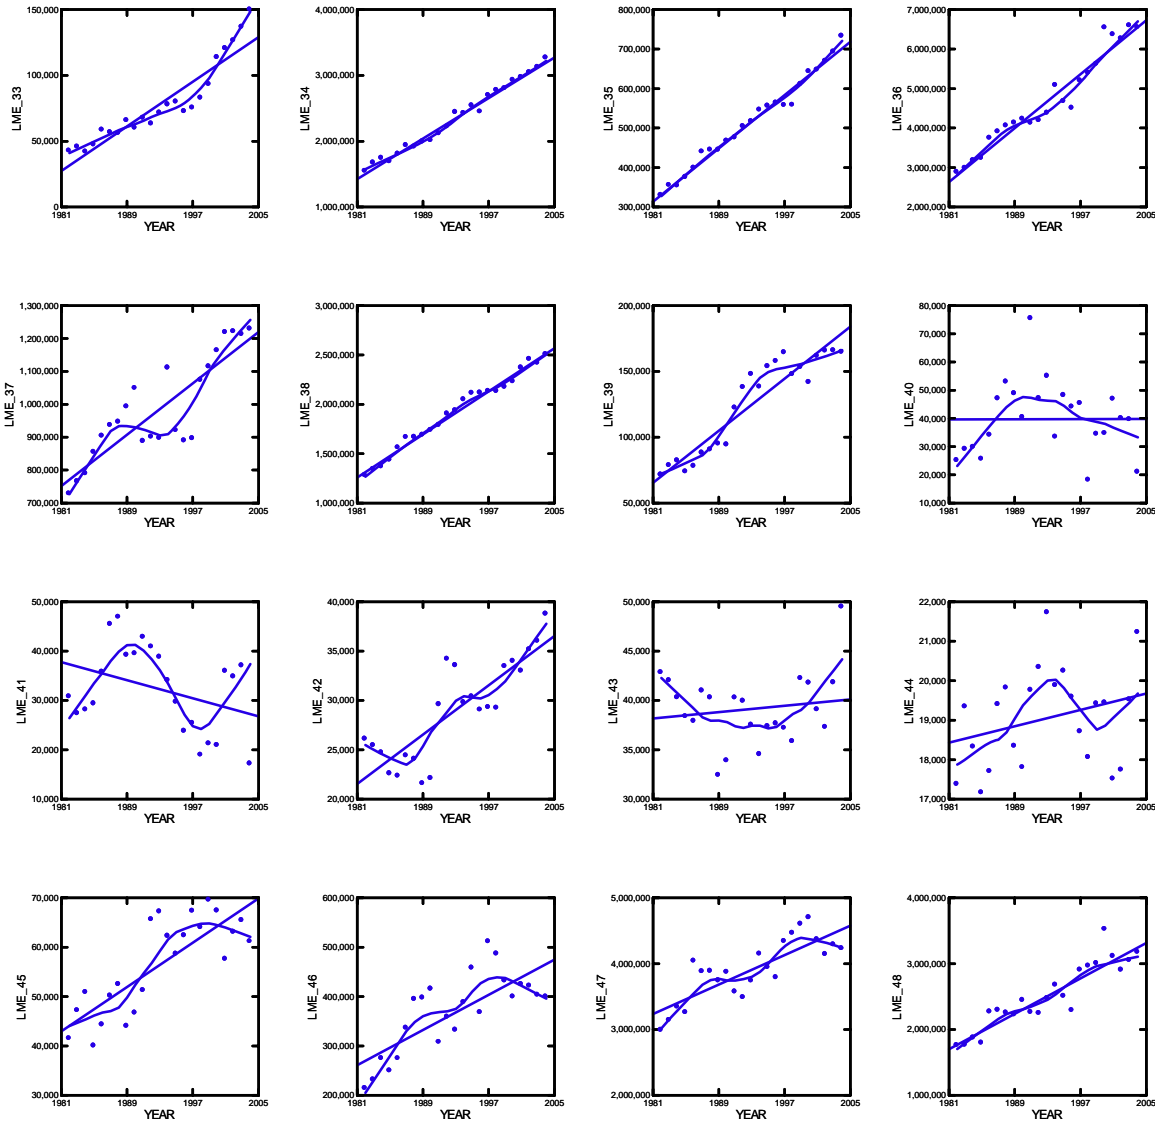 150,000
100,000
50,000
0
LME_33
1981 1989 1997 2005
YEAR
4,000,000
3,000,000
2,000,000
1,000,000
LME_34
1981 1989 1997 2005
YEAR
800,000
700,000
600,000
500,000
400,000
300,000
LME_35
1981 1989 1997 2005
YEAR
7,000,000
6,000,000
5,000,000
4,000,000
3,000,000
2,000,000
LME_36
1981 1989 1997 2005
YEAR
1,300,000
1,200,000
1,100,000
1,000,000
900,000
800,000
700,000
LME_37
1981 1989 1997 2005
YEAR
3,000,000
2,500,000
2,000,000
1,500,000
1,000,000
LME_38
1981 1989 1997 2005
YEAR
200,000
150,000
100,000
50,000
LME_39
1981 1989 1997 2005
YEAR
80,000
70,000
60,000
50,000
40,000
30,000
20,000
10,000
LME_40
1981 1989 1997 2005
YEAR
50,000
40,000
30,000
20,000
10,000
LME_41
1981 1989 1997 2005
YEAR
40,000
35,000
30,000
25,000
20,000
LME_42
1981 1989 1997 2005
YEAR
50,000
45,000
40,000
35,000
30,000
LME_43
1981 1989 1997 2005
YEAR
22,000
21,000
20,000
19,000
18,000
17,000
LME_44
1981 1989 1997 2005
YEAR
70,000
60,000
50,000
40,000
30,000
LME_45
1981 1989 1997 2005
YEAR
600,000
500,000
400,000
300,000
200,000
LME_46
1981 1989 1997 2005
YEAR
5,000,000
4,000,000
3,000,000
2,000,000
LME_47
1981 1989 1997 2005
YEAR
4,000,000
3,000,000
2,000,000
1,000,000
LME_48
1981 1989 1997 2005
YEAR